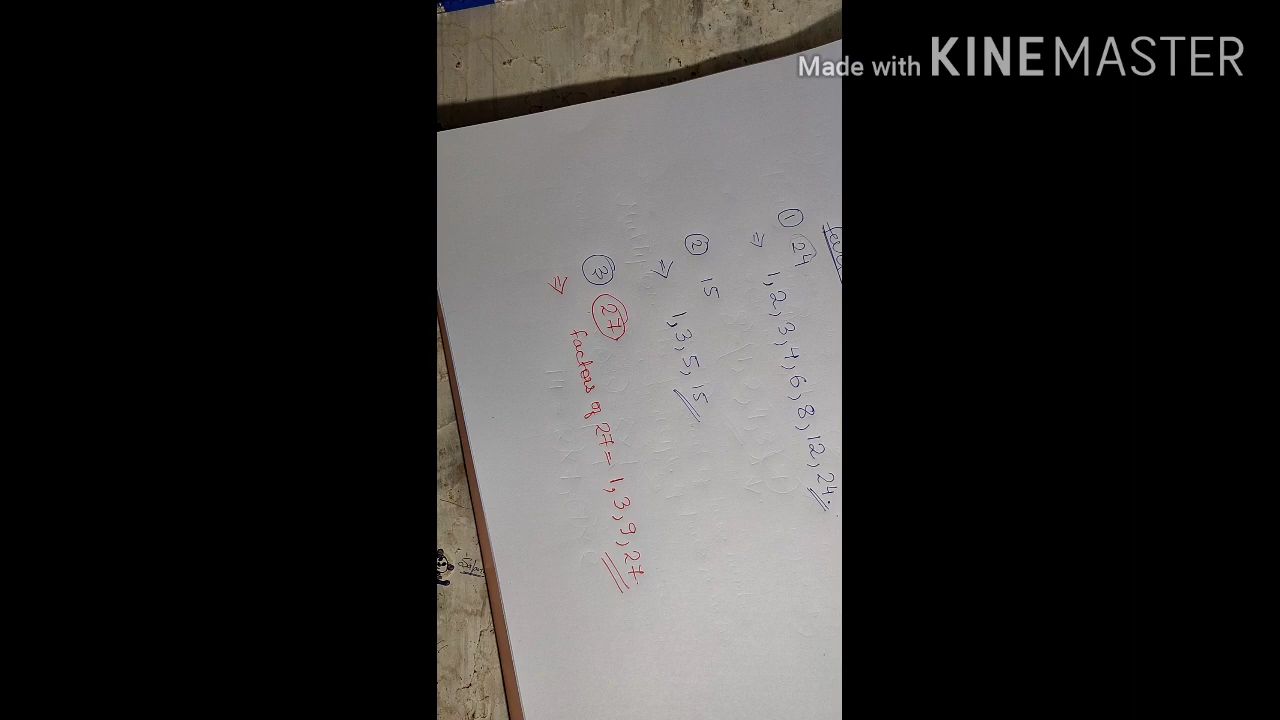 Made with KINEMASTER
① 24
⇒ 1, 2, 3, 4, 6, 8, 12, 24.
② 15
⇒ 1, 3, 5, 15
③ 27
⇒ factors of 27 = 1, 3, 9, 27.